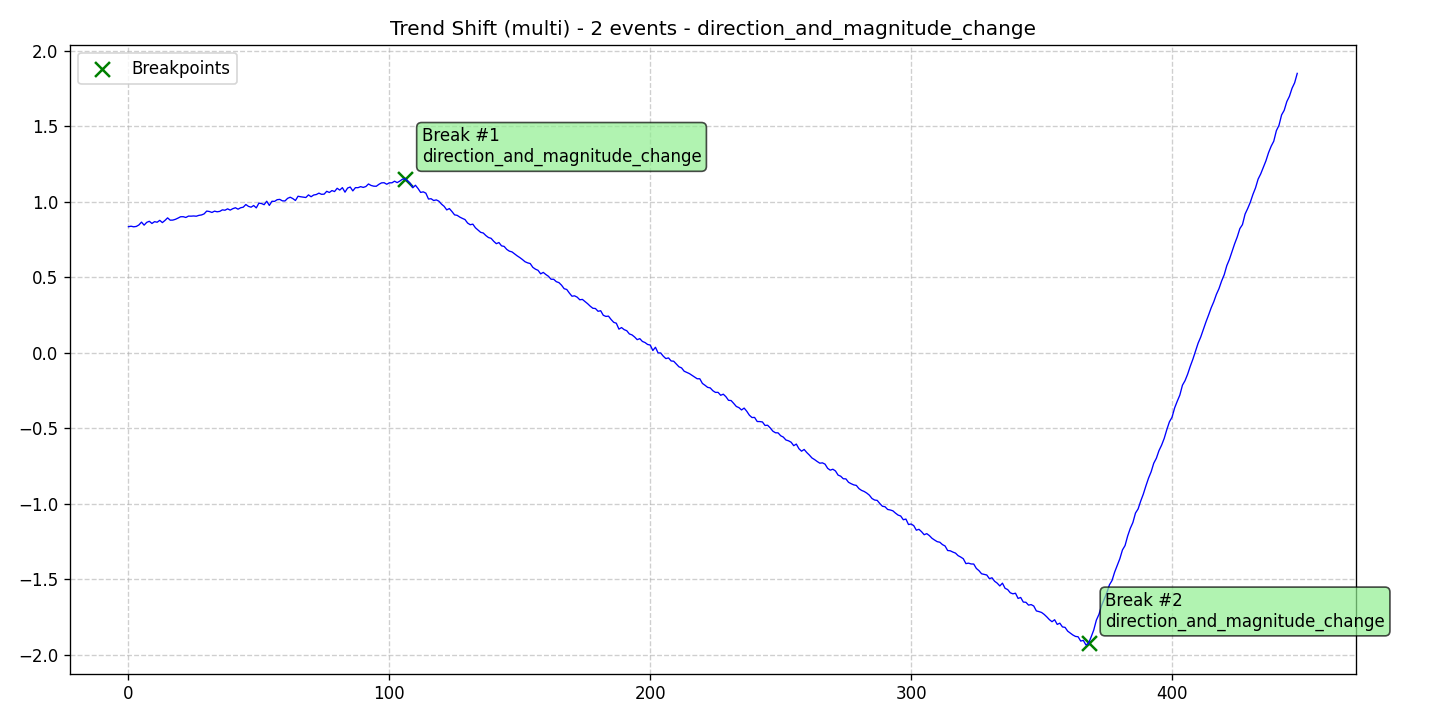 Trend Shift (multi) - 2 events - direction_and_magnitude_change
2.0
1.5
1.0
0.5
0.0
−0.5
−1.0
−1.5
−2.0
Breakpoints
Break #1
direction_and_magnitude_change
Break #2
direction_and_magnitude_change
0
100
200
300
400